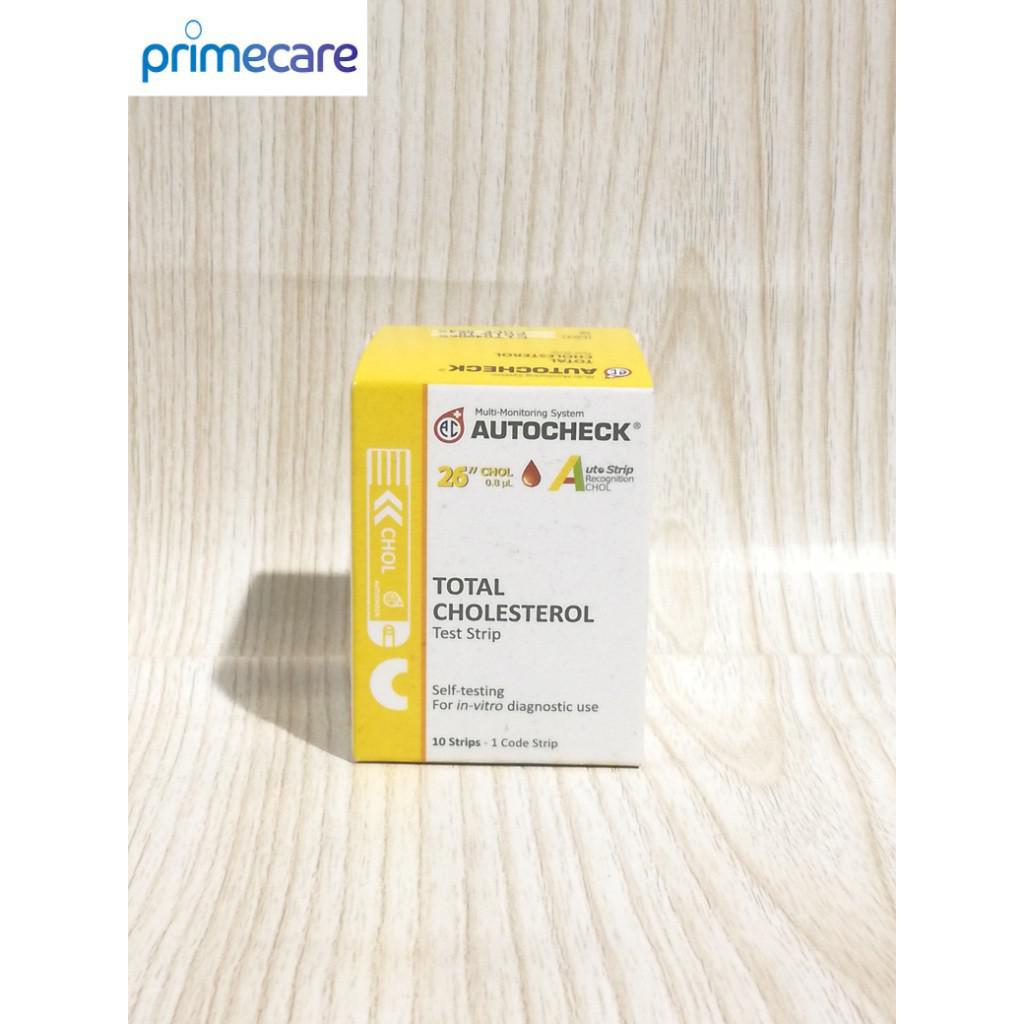 primecare
TOTAL
CHOLESTEROL
AUTOCHECK®
Multi-Monitoring System
AUTOCHECK®
26” CHOL
0.8 µL
Auto Strip
Recognition
CHOL
CHOL
TOTAL
CHOLESTEROL
Test Strip
Self-testing
For in-vitro diagnostic use
10 Strips - 1 Code Strip